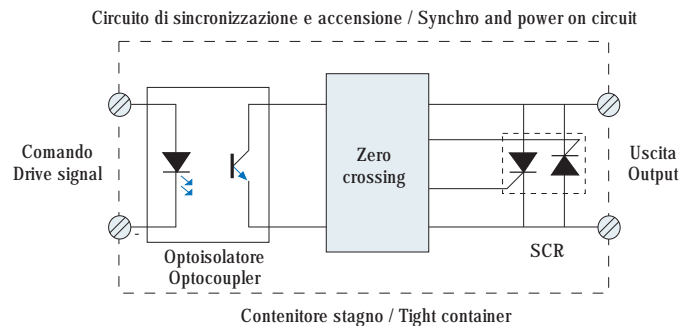 Circuito di sincronizzazione e accensione / Synchro and power on circuit
Comando
Drive signal
Optoisolatore
Optocoupler
Zero
crossing
SCR
Uscita
Output
Contenitore stagno / Tight container